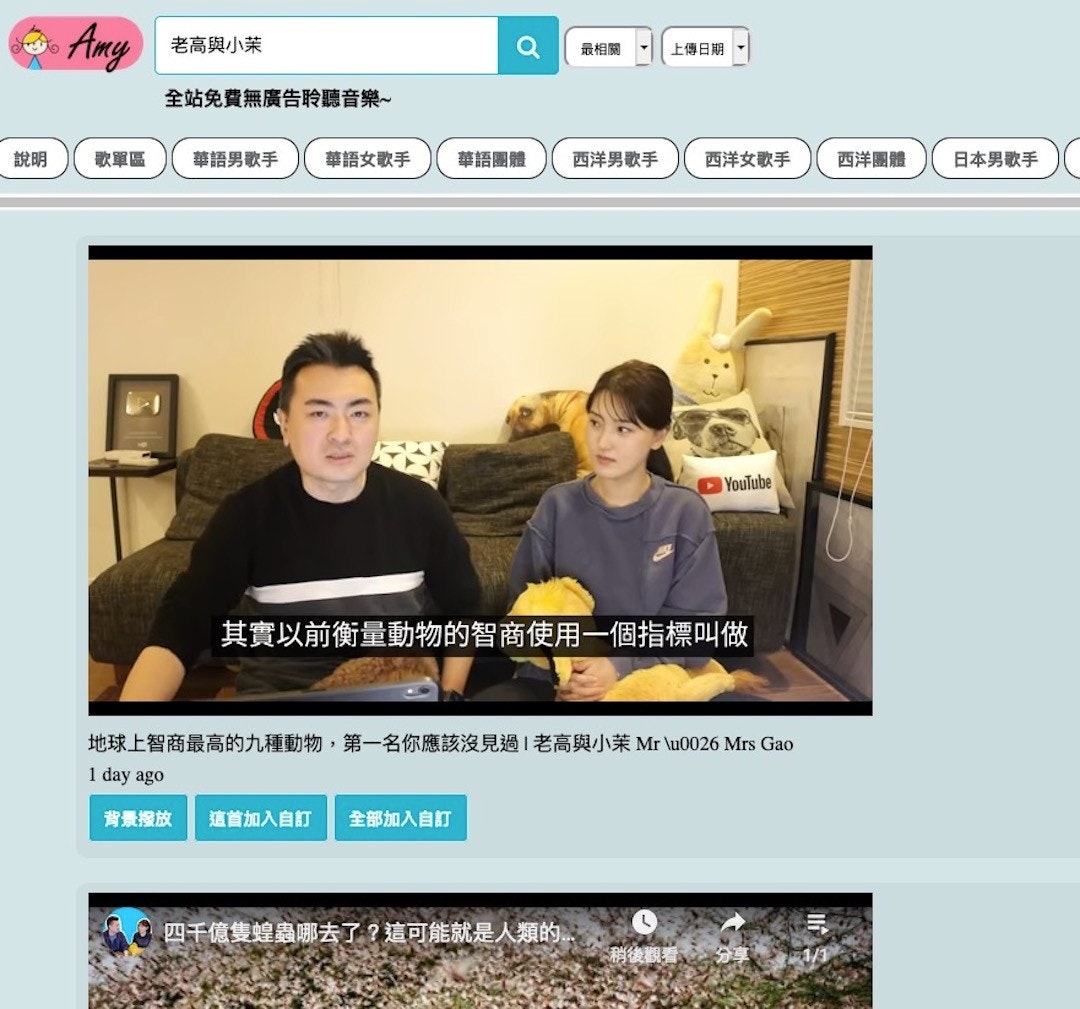 Amy
老高與小茉
最相關
上傳日期
全站免費無廣告聆聽音樂~
說明
歌單區
華語男歌手
華語女歌手
華語團體
西洋男歌手
西洋女歌手
西洋團體
日本男歌手
YouTube
其實以前衡量動物的智商使用一個指標叫做
地球上智商最高的九種動物，第一名你應該沒見過 | 老高與小茉 Mr \u0026 Mrs Gao
1 day ago
背景撥放
這首加入自訂
全部加入自訂
四千億隻蝗蟲哪去了？這可能就是人類的...
稍後觀看
分享
1/1